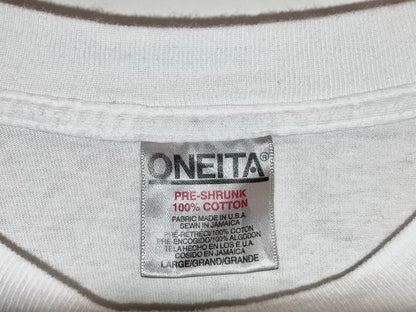 ONEITA®
PRE-SHRUNK
100% COTTON
FABRIC MADE IN U.S.A
SEWN IN JAMAICA
PRE-RETRECI/100% COTON
PRE-ENCOGIDO/100% ALGODON
TELA HECHO EN LOS E.U.A.
COSIDO EN JAMAICA
LARGE/GRAND/GRANDE